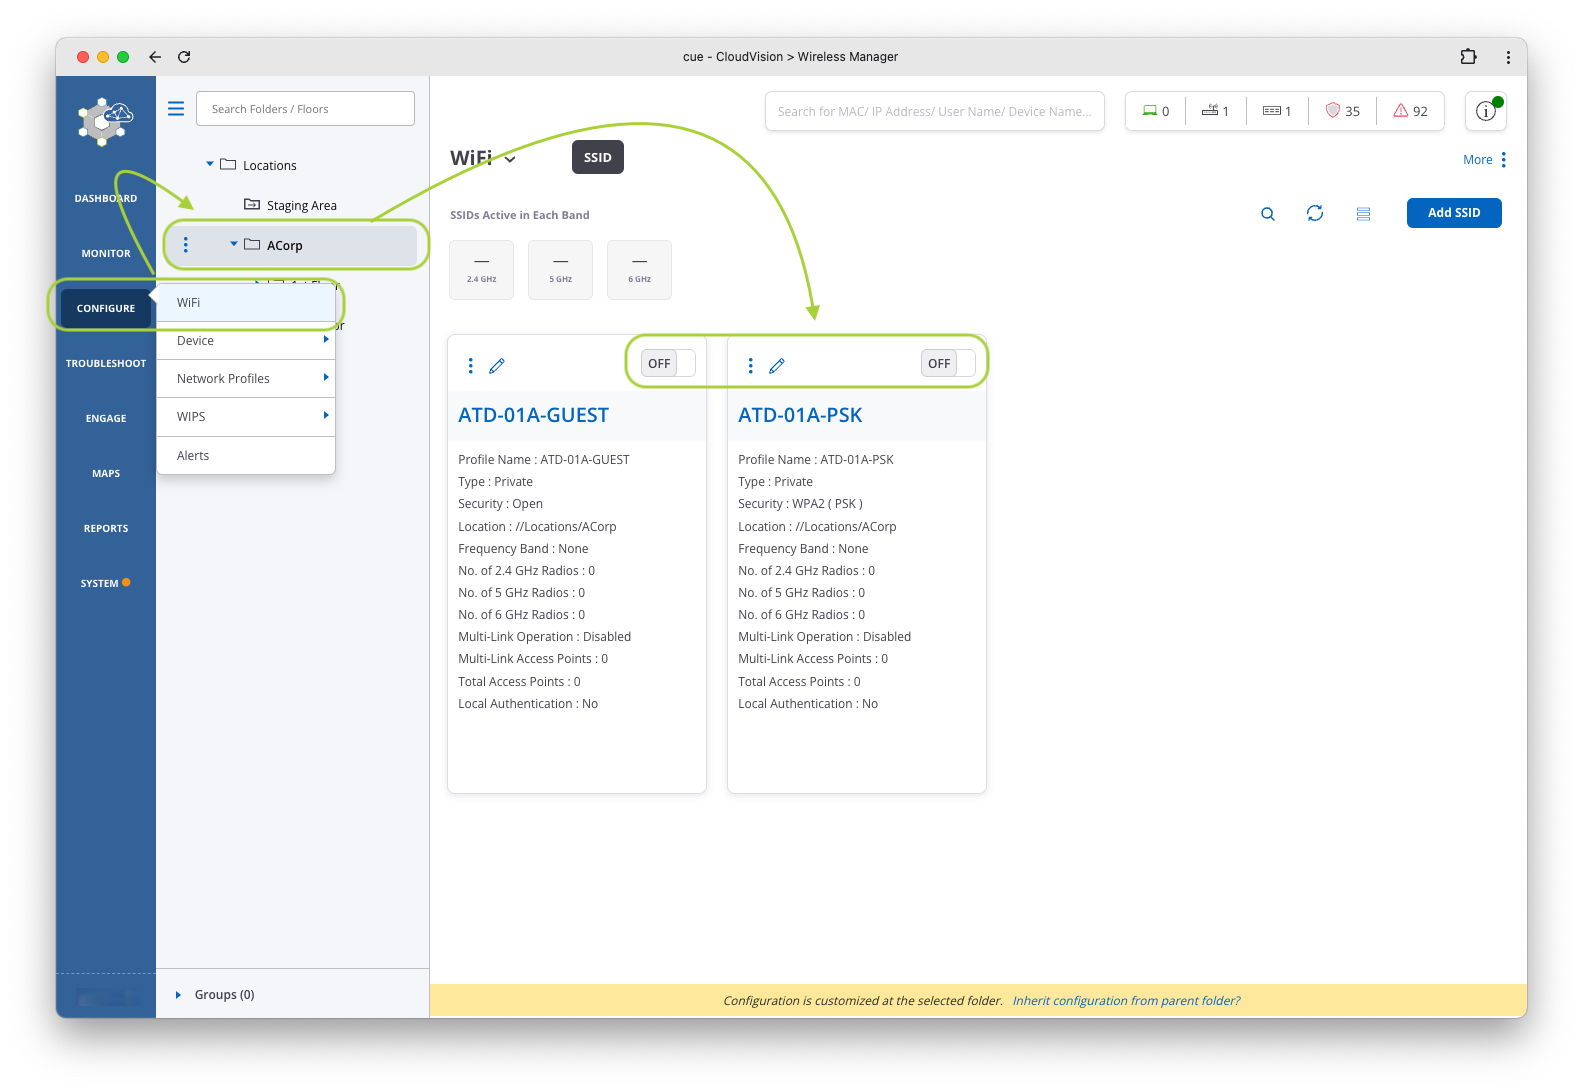 cue - CloudVision > Wireless Manager
Search Folders / Floors
Search for MAC/ IP Address/ User Name/ Device Name...
0
1
1
35
92
DASHBOARD
MONITOR
CONFIGURE
TROUBLESHOOT
ENGAGE
MAPS
REPORTS
SYSTEM
Locations
Staging Area
ACorp
WiFi
Device
Network Profiles
WIPS
Alerts
Groups (0)
WiFi
SSID
More
SSIDs Active in Each Band
Add SSID
—
2.4 GHz
—
5 GHz
—
6 GHz
OFF
ATD-01A-GUEST
Profile Name : ATD-01A-GUEST
Type : Private
Security : Open
Location : //Locations/ACorp
Frequency Band : None
No. of 2.4 GHz Radios : 0
No. of 5 GHz Radios : 0
No. of 6 GHz Radios : 0
Multi-Link Operation : Disabled
Multi-Link Access Points : 0
Total Access Points : 0
Local Authentication : No
OFF
ATD-01A-PSK
Profile Name : ATD-01A-PSK
Type : Private
Security : WPA2 ( PSK )
Location : //Locations/ACorp
Frequency Band : None
No. of 2.4 GHz Radios : 0
No. of 5 GHz Radios : 0
No. of 6 GHz Radios : 0
Multi-Link Operation : Disabled
Multi-Link Access Points : 0
Total Access Points : 0
Local Authentication : No
Configuration is customized at the selected folder. Inherit configuration from parent folder?